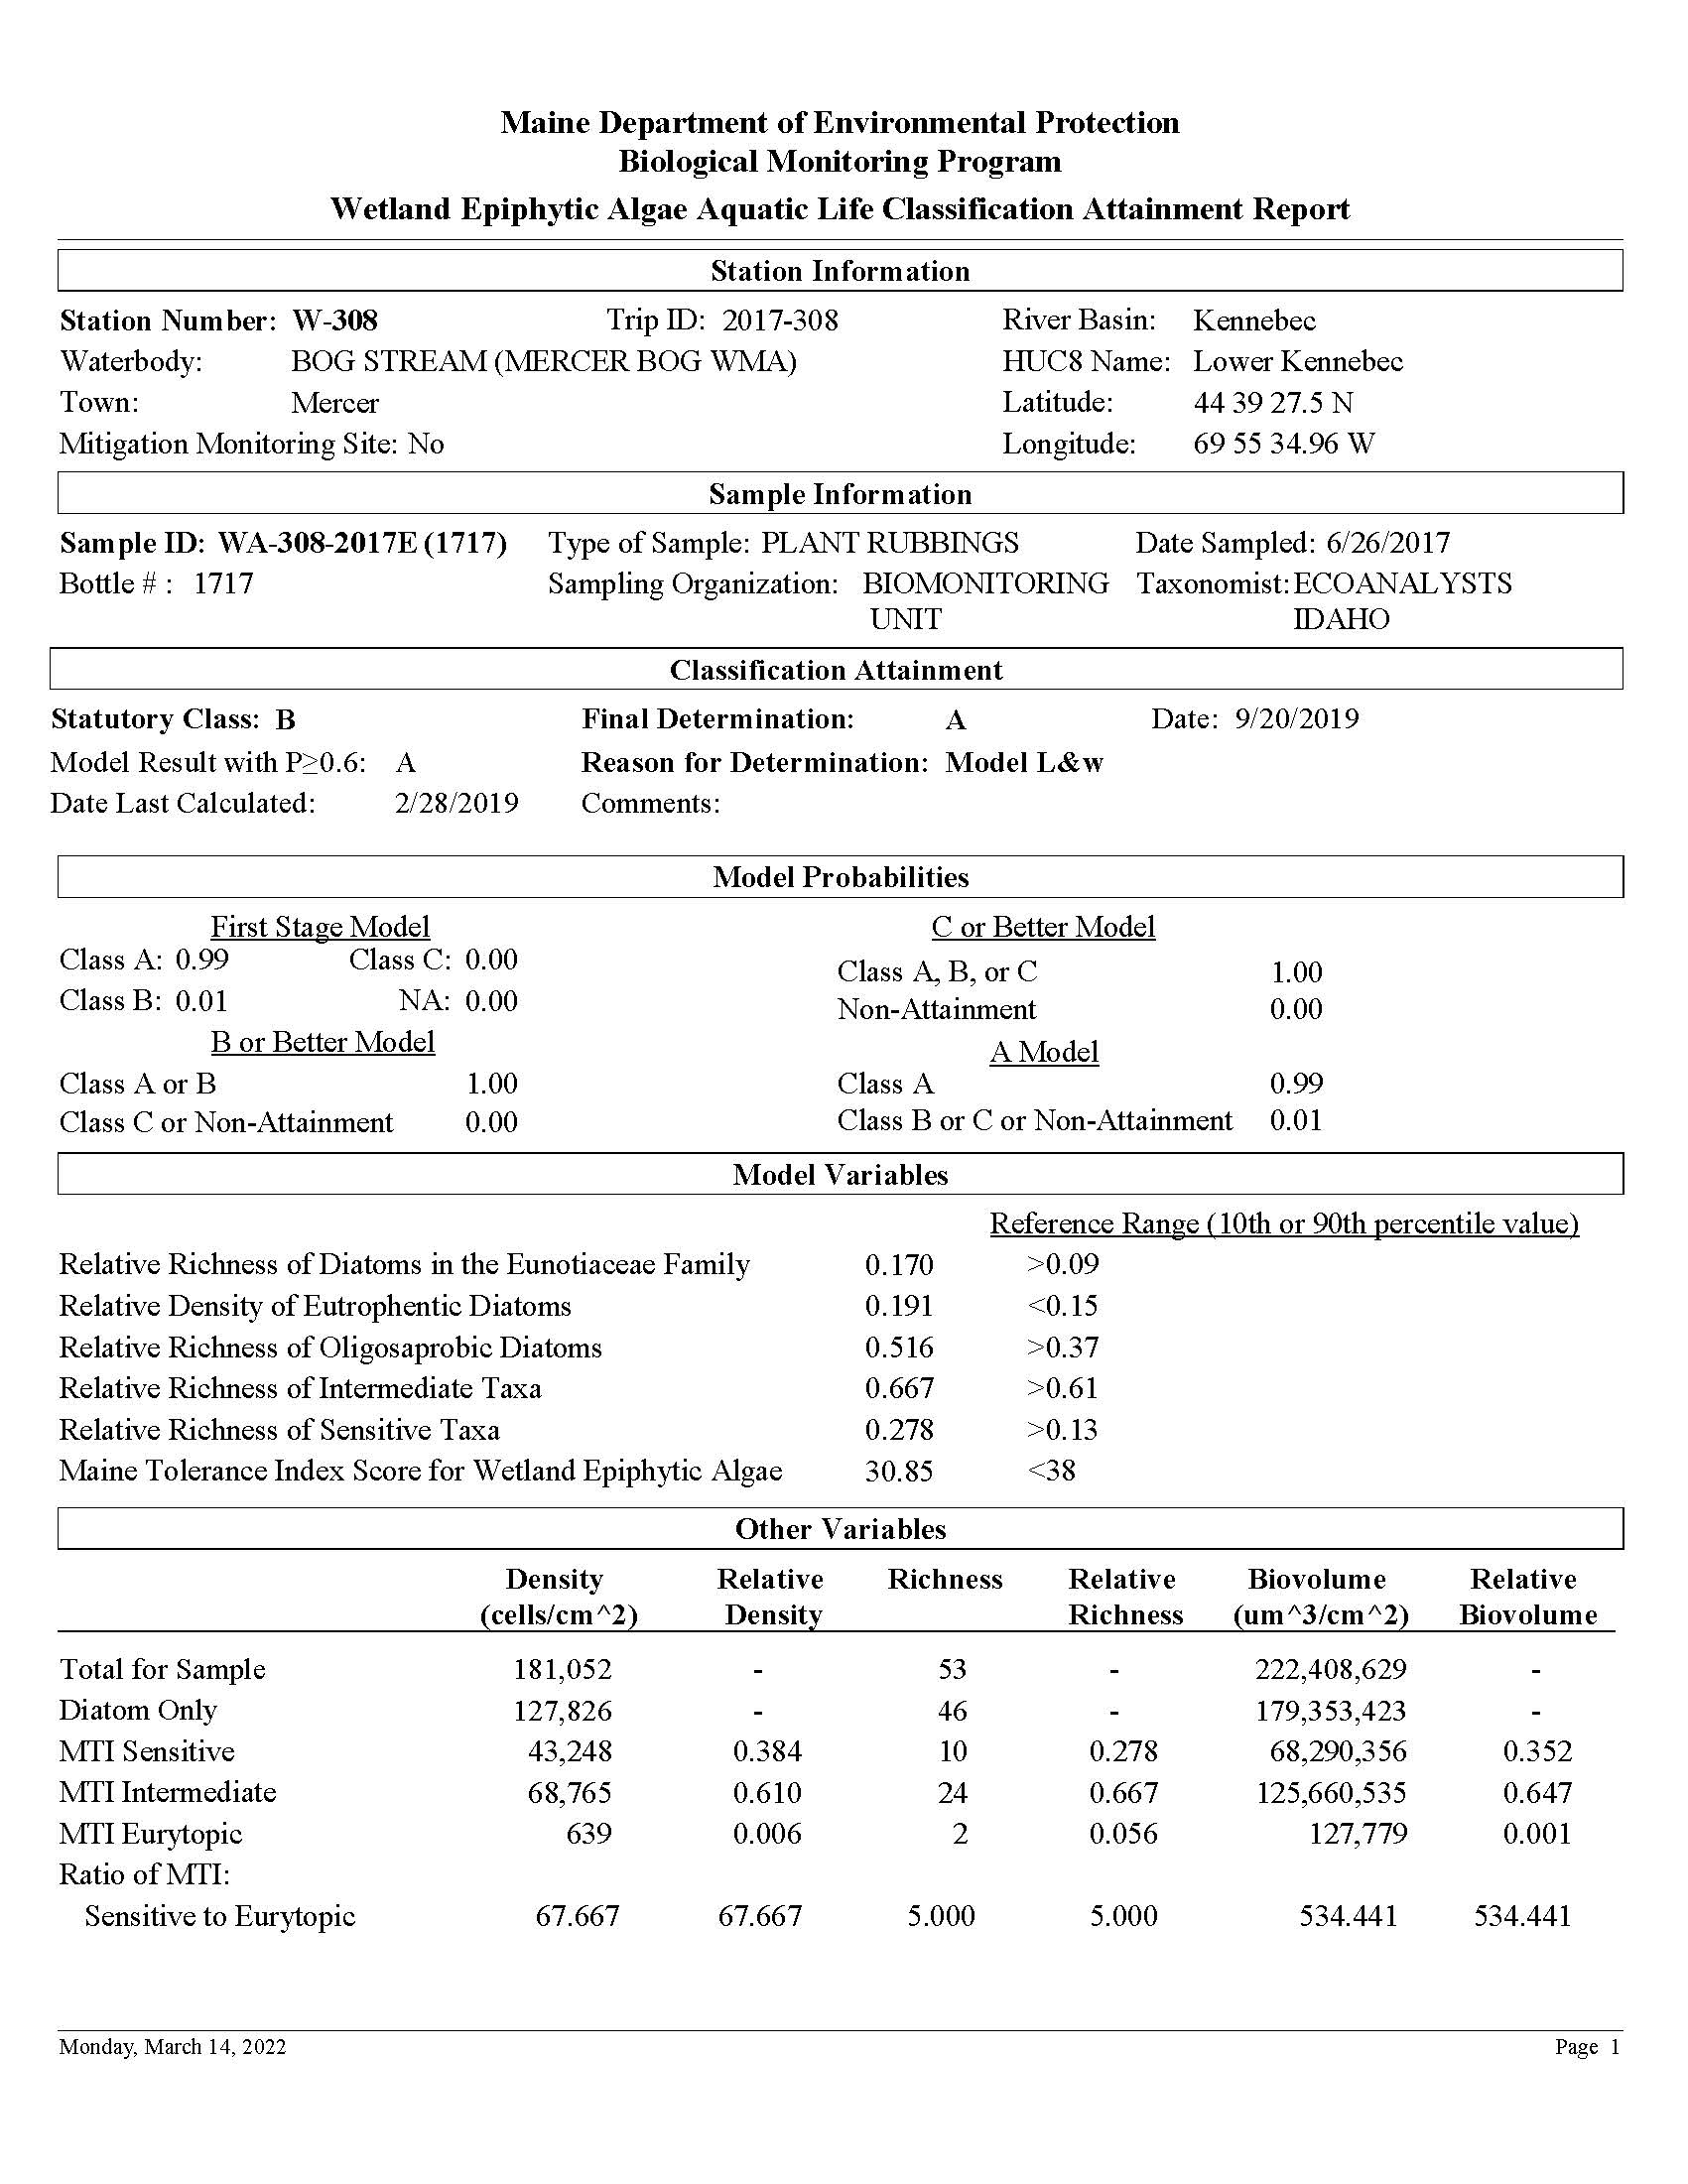 Maine Department of Environmental Protection
Biological Monitoring Program
Wetland Epiphytic Algae Aquatic Life Classification Attainment Report
Station Information
Station Number: W-308 Trip ID: 2017-308 River Basin: Kennebec
Waterbody: BOG STREAM (MERCER BOG WMA) HUC8 Name: Lower Kennebec
Town: Mercer Latitude: 44 39 27.5 N
Mitigation Monitoring Site: No Longitude: 69 55 34.96 W
Sample Information
Sample ID: WA-308-2017E (1717) Type of Sample: PLANT RUBBINGS Date Sampled: 6/26/2017
Bottle # : 1717 Sampling Organization: BIOMONITORING Taxonomist: ECOANALYSTS
UNIT IDAHO
Classification Attainment
Statutory Class: B Final Determination: A Date: 9/20/2019
Model Result with P≥0.6: A Reason for Determination: Model L&w
Date Last Calculated: 2/28/2019 Comments:
Model Probabilities
First Stage Model C or Better Model
Class A: 0.99 Class C: 0.00 Class A, B, or C 1.00
Class B: 0.01 NA: 0.00 Non-Attainment 0.00
B or Better Model A Model
Class A or B 1.00 Class A 0.99
Class C or Non-Attainment 0.00 Class B or C or Non-Attainment 0.01
Model Variables
Reference Range (10th or 90th percentile value)
Relative Richness of Diatoms in the Eunotiaceae Family 0.170 >0.09
Relative Density of Eutrophentic Diatoms 0.191 <0.15
Relative Richness of Oligosaprobic Diatoms 0.516 >0.37
Relative Richness of Intermediate Taxa 0.667 >0.61
Relative Richness of Sensitive Taxa 0.278 >0.13
Maine Tolerance Index Score for Wetland Epiphytic Algae 30.85 <38
Other Variables
Density Relative Richness Relative Biovolume Relative
(cells/cm^2) Density Richness (um^3/cm^2) Biovolume
Total for Sample 181,052 - 53 - 222,408,629 -
Diatom Only 127,826 - 46 - 179,353,423 -
MTI Sensitive 43,248 0.384 10 0.278 68,290,356 0.352
MTI Intermediate 68,765 0.610 24 0.667 125,660,535 0.647
MTI Eurytopic 639 0.006 2 0.056 127,779 0.001
Ratio of MTI:
Sensitive to Eurytopic 67.667 67.667 5.000 5.000 534.441 534.441
Monday, March 14, 2022 Page 1